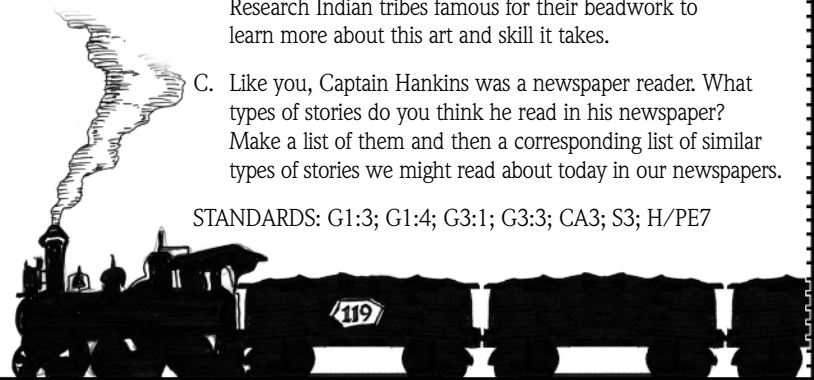 Research Indian tribes famous for their beadwork to
learn more about this art and skill it takes.
C. Like you, Captain Hankins was a newspaper reader. What
types of stories do you think he read in his newspaper?
Make a list of them and then a corresponding list of similar
types of stories we might read about today in our newspapers.
STANDARDS: G1:3; G1:4; G3:1; G3:3; CA3; S3; H/PE7
119